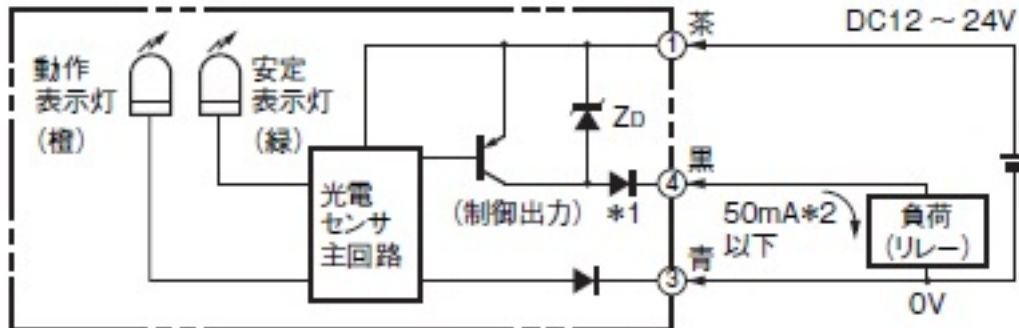 動作
表示灯
(橙)
安定
表示灯
(緑)
光電
センサ
主回路
(制御出力)
ZD
*1
1
茶
DC12 ~ 24V
4
黒
50mA*2
以下
負荷
(リレー)
3
青
0V